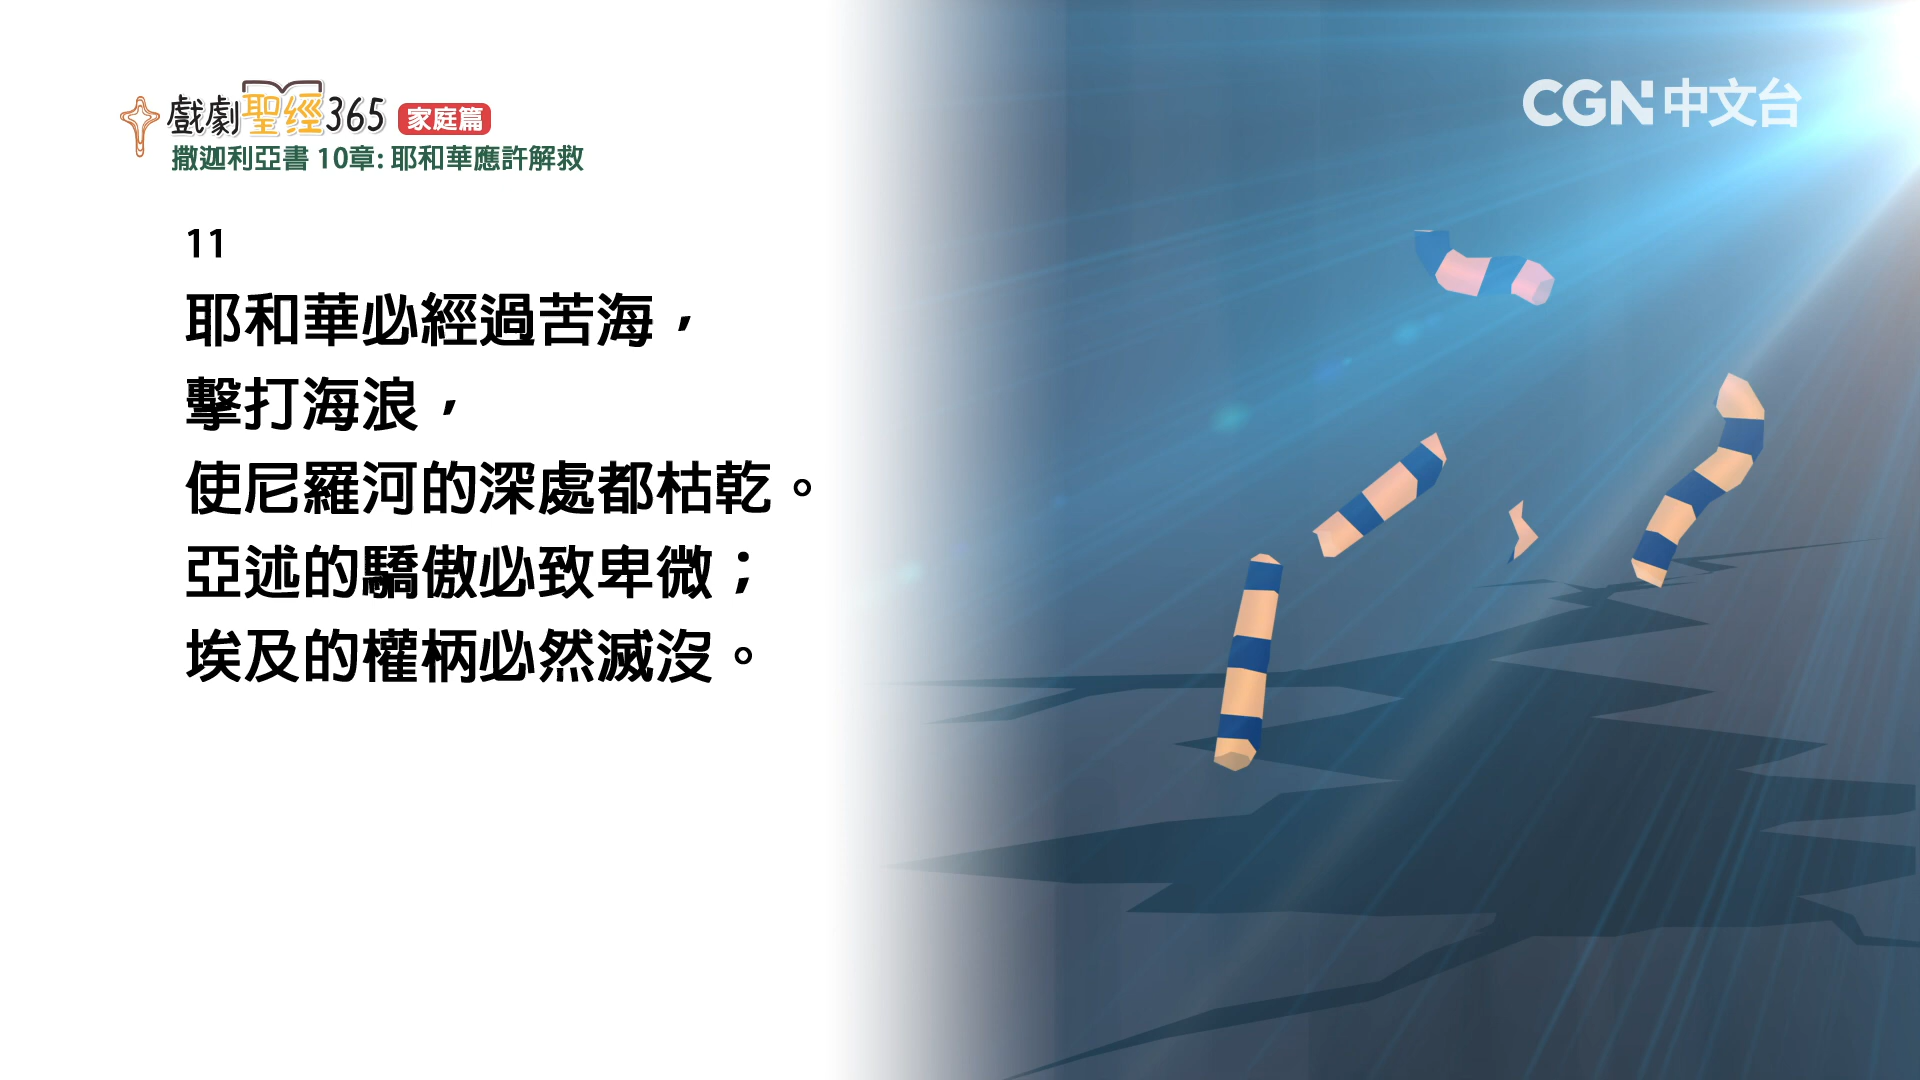 戲劇聖經365 家庭篇
撒迦利亞書 10章: 耶和華應許解救
CGN中文台
11
耶和華必經過苦海，
擊打海浪，
使尼羅河的深處都枯乾。
亞述的驕傲必致卑微；
埃及的權柄必然滅沒。